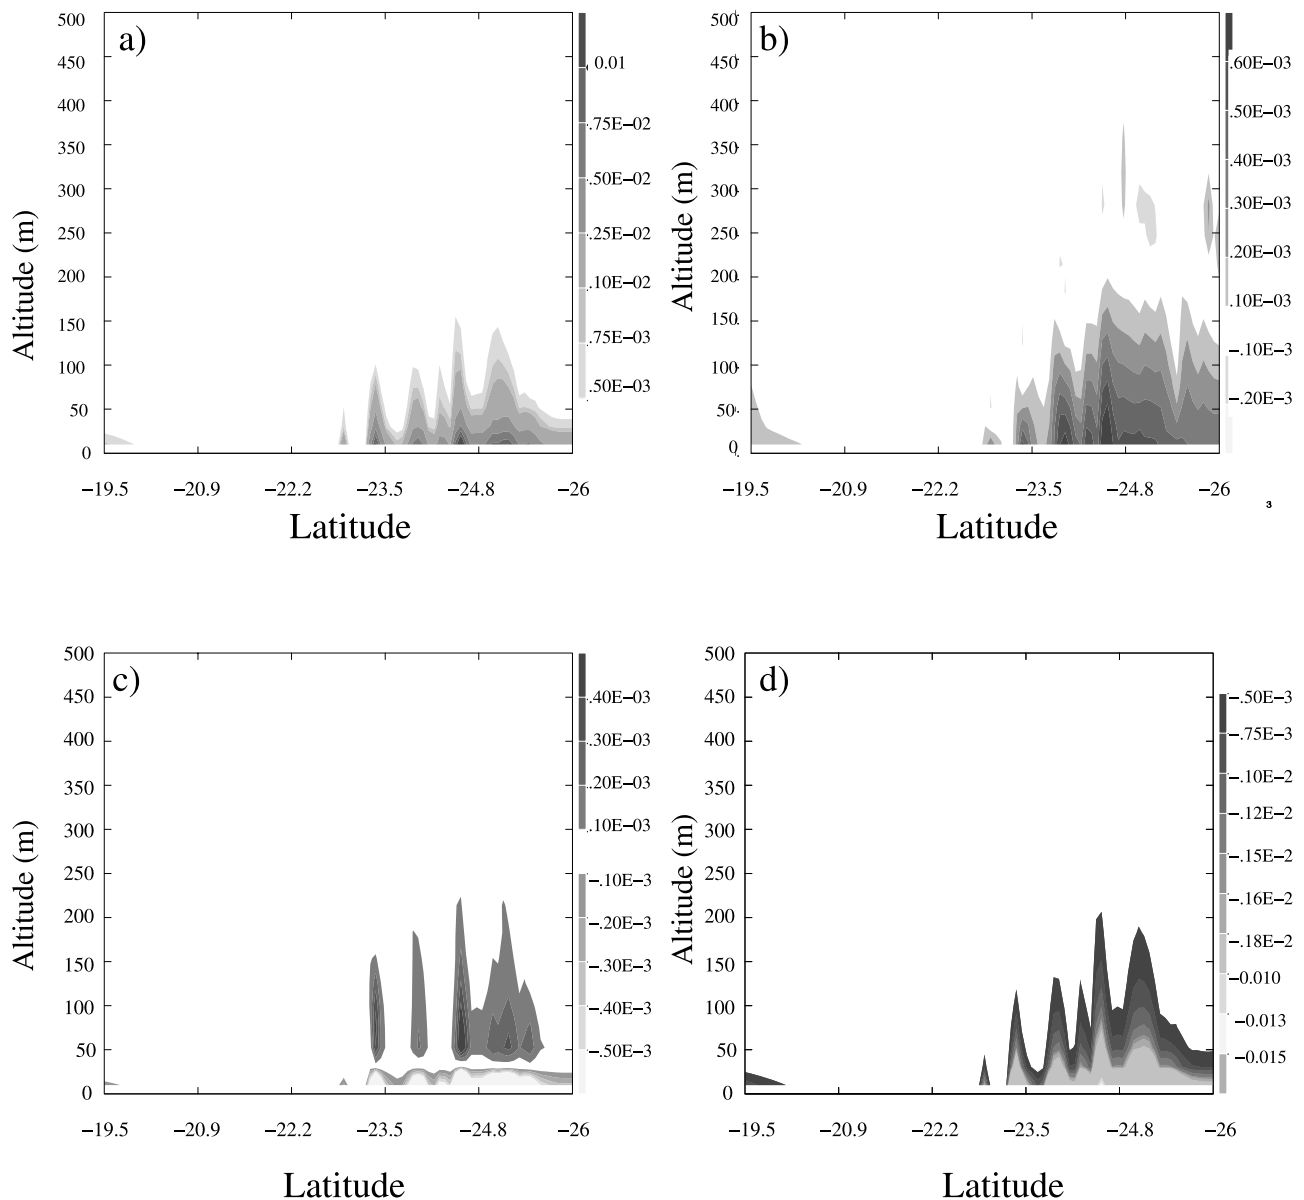 a)
500
450
400
350
300
250
200
150
100
50
0
Altitude (m)
−19.5 −20.9 −22.2 −23.5 −24.8 −26
Latitude
0.01
.75E−02
.50E−02
.25E−02
.10E−02
.75E−03
.50E−03
b)
500
450
400
350
300
250
200
150
100
50
0
Altitude (m)
−19.5 −20.9 −22.2 −23.5 −24.8 −26
Latitude
.60E−03
.50E−03
.40E−03
.30E−03
.20E−03
.10E−03
−.10E−03
−.20E−3
3
c)
500
450
400
350
300
250
200
150
100
50
0
Altitude (m)
−19.5 −20.9 −22.2 −23.5 −24.8 −26
Latitude
.40E−03
.30E−03
.20E−03
.10E−03
−.10E−03
−.20E−3
−.30E−3
−.40E−3
−.50E−3
d)
500
450
400
350
300
250
200
150
100
50
0
Altitude (m)
−19.5 −20.9 −22.2 −23.5 −24.8 −26
Latitude
−.50E−3
−.75E−3
−.10E−2
−.12E−2
−.15E−2
−.16E−2
−.18E−2
−0.010
−0.013
−0.015